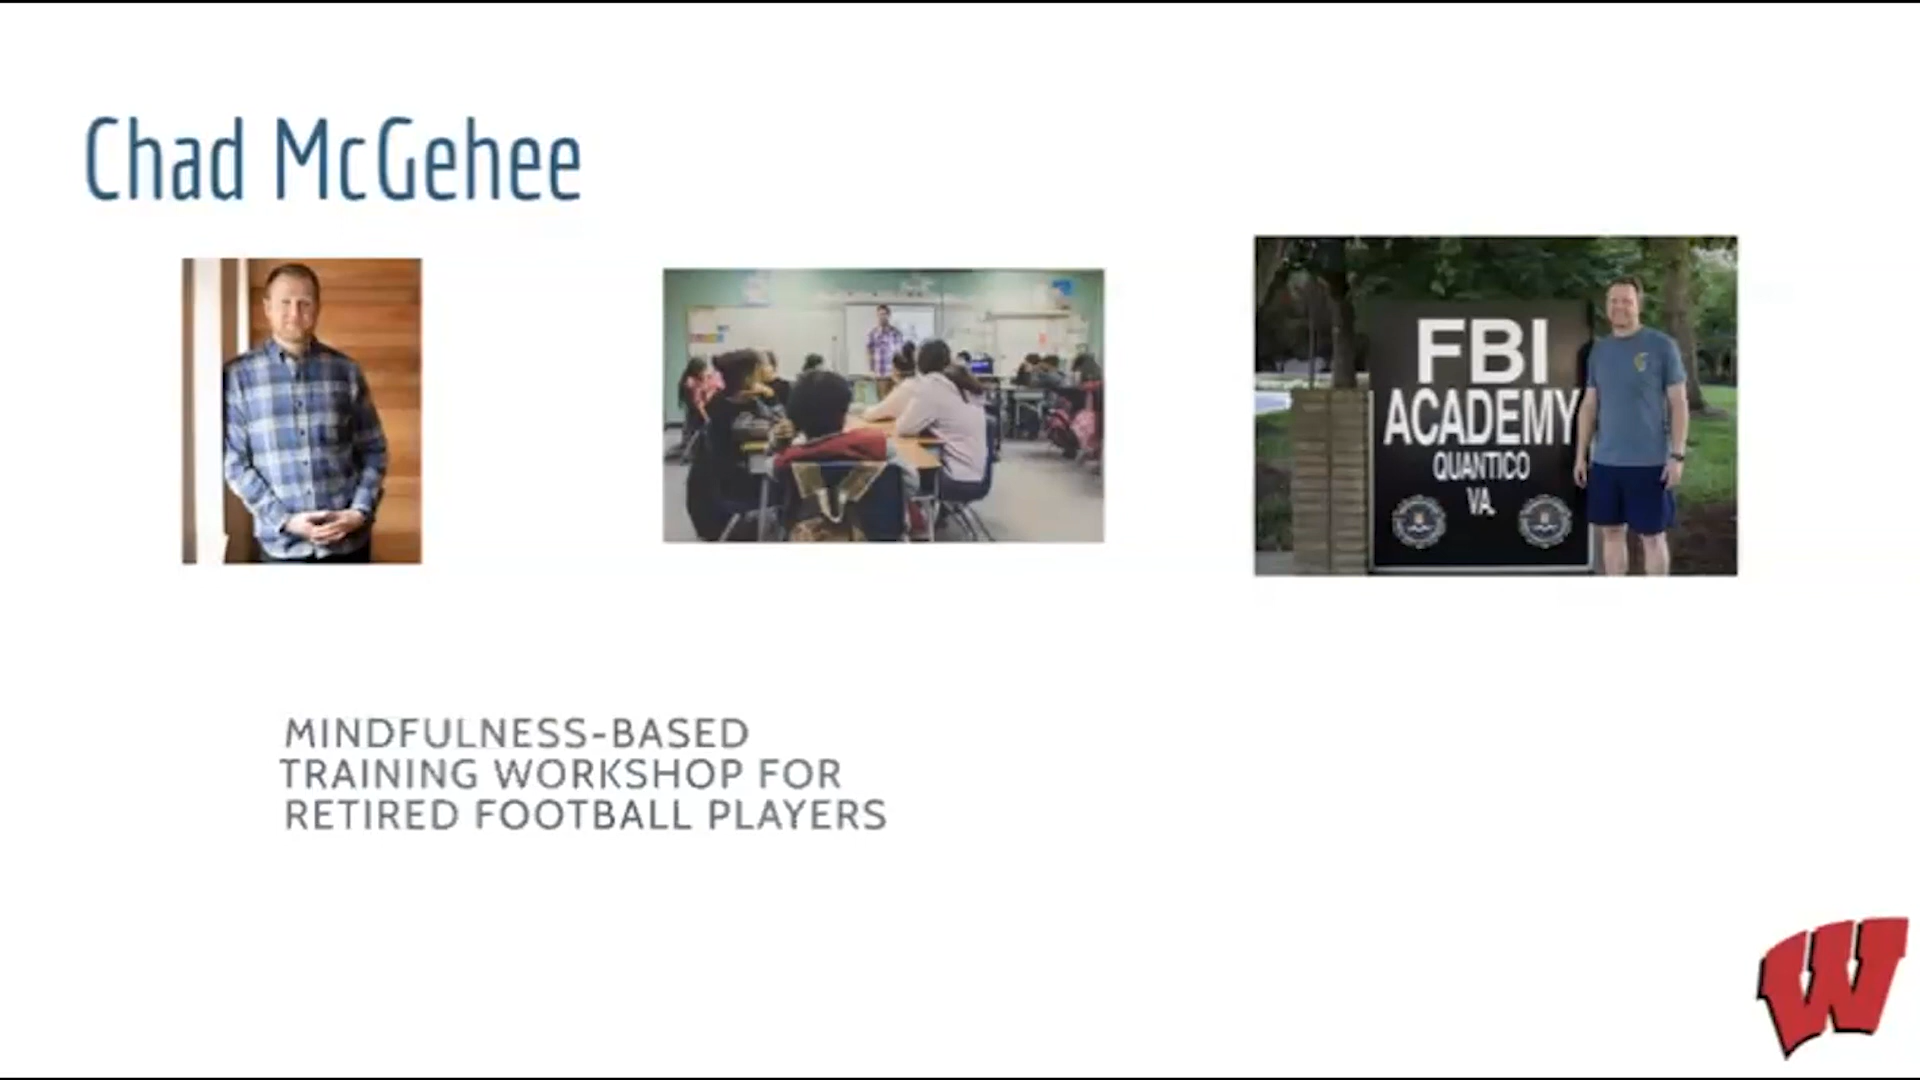 Chad McGehee
FBI
ACADEMY
QUANTICO
VA.
MINDFULNESS-BASED
TRAINING WORKSHOP FOR
RETIRED FOOTBALL PLAYERS
W